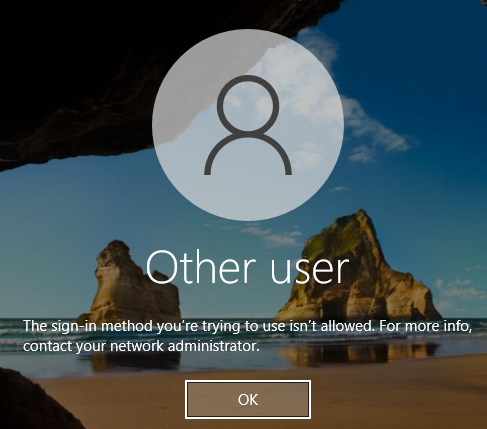 Other user
The sign-in method you're trying to use isn't allowed. For more info,
contact your network administrator.
OK